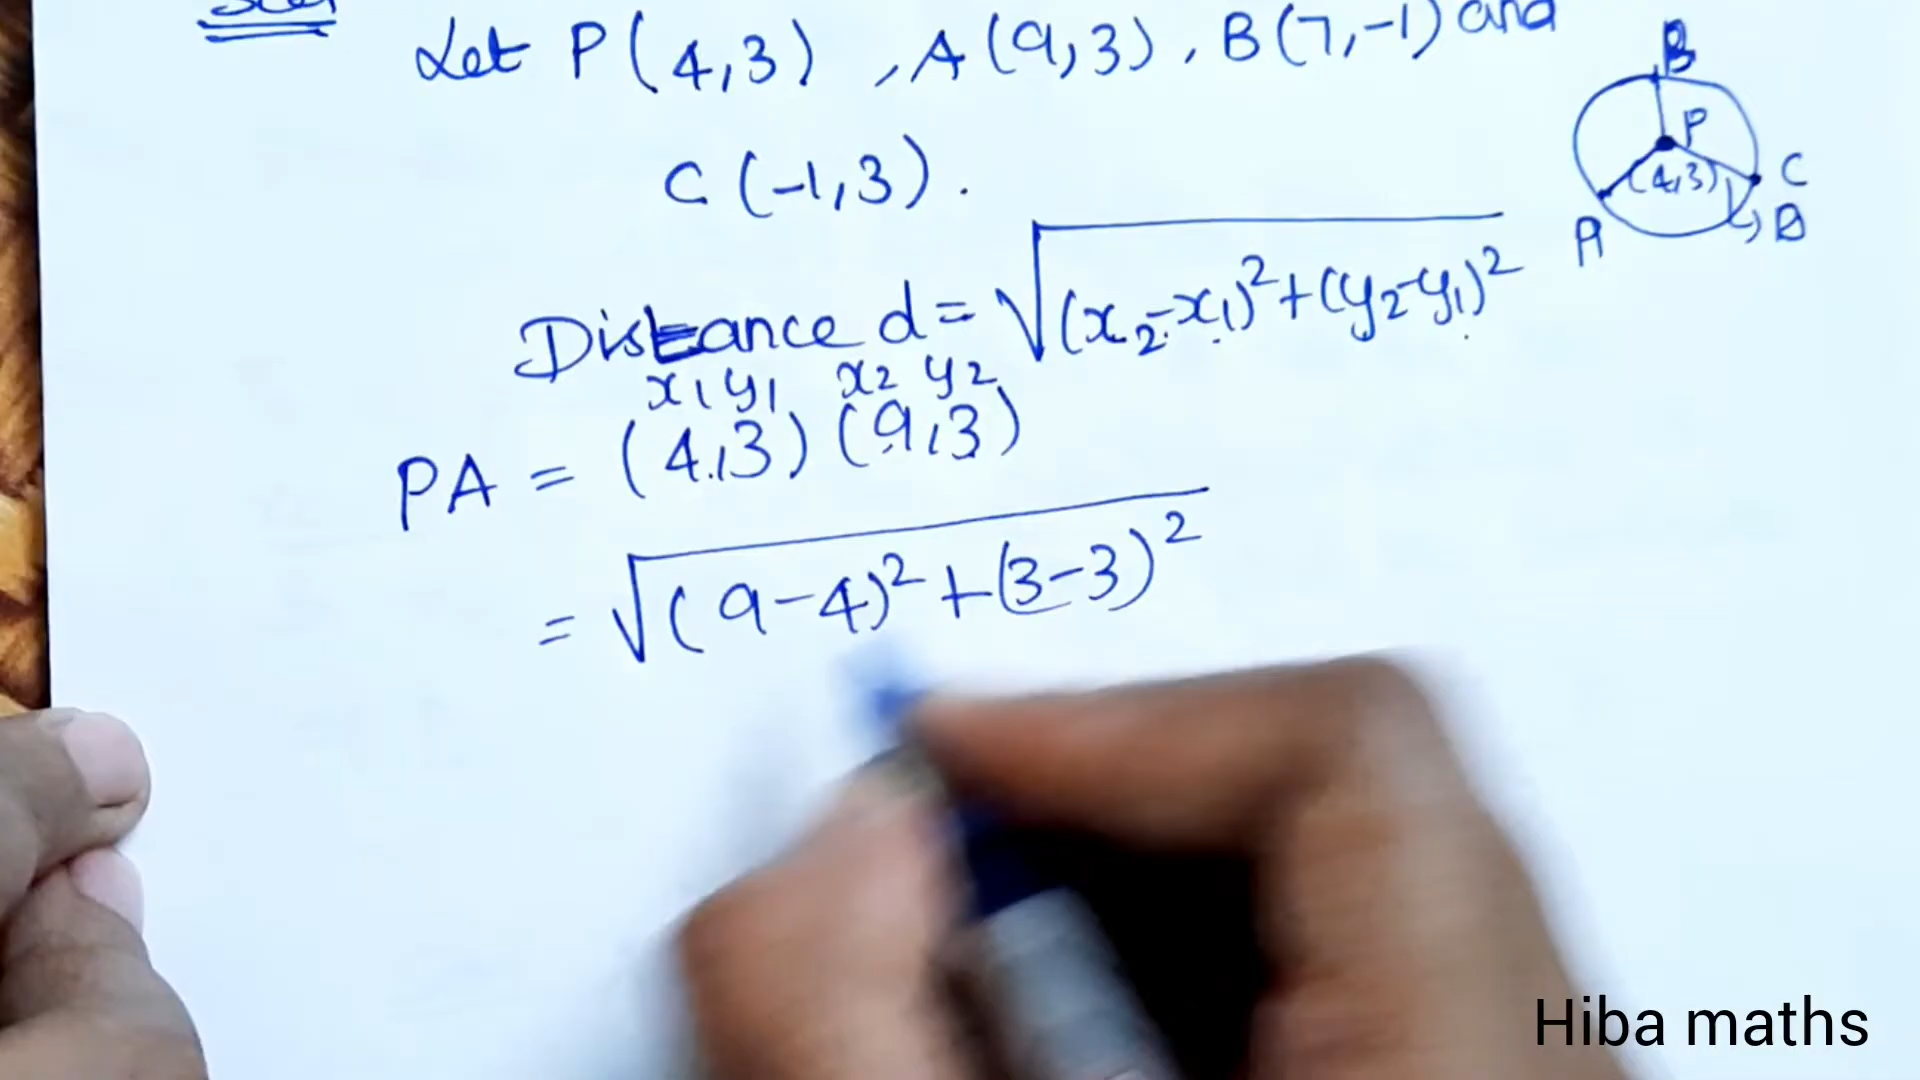 Let P(4,3) , A(9,3), B(7,-1) and
C(-1,3).
Distance d = √(x₂-x₁)²+(y₂-y₁)²
x₁ y₁ x₂ y₂
PA = (4,3) (9,3)
= √(9-4)²+(3-3)²
B
P
(4,3)
C
A
Hiba maths